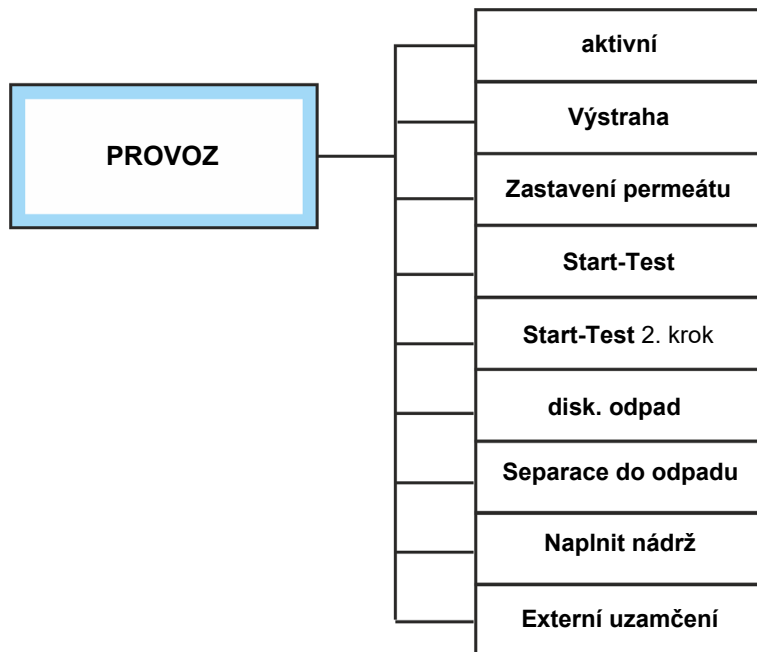 PROVOZ
aktivní
Výstraha
Zastavení permeátu
Start-Test
Start-Test 2. krok
disk. odpad
Separace do odpadu
Naplnit nádrž
Externí uzamčení